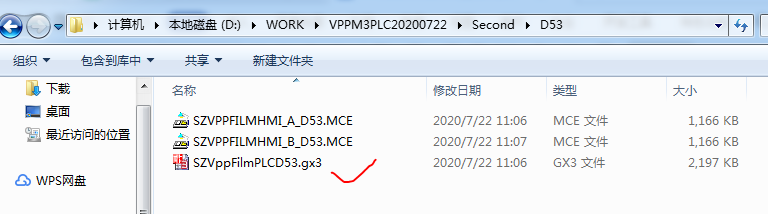 计算机 ▸ 本地磁盘 (D:) ▸ WORK ▸ VPPM3PLC20200722 ▸ Second ▸ D53
组织 包含到库中 共享 新建文件夹
下载
桌面
最近访问的位置
WPS网盘
名称 修改日期 类型 大小
SZVPPFILMHMI_A_D53.MCE 2020/7/22 11:06 MCE 文件 1,166 KB
SZVPPFILMHMI_B_D53.MCE 2020/7/22 11:07 MCE 文件 1,166 KB
SZVppFilmPLCD53.gx3 2020/7/22 11:06 GX3 文件 2,197 KB